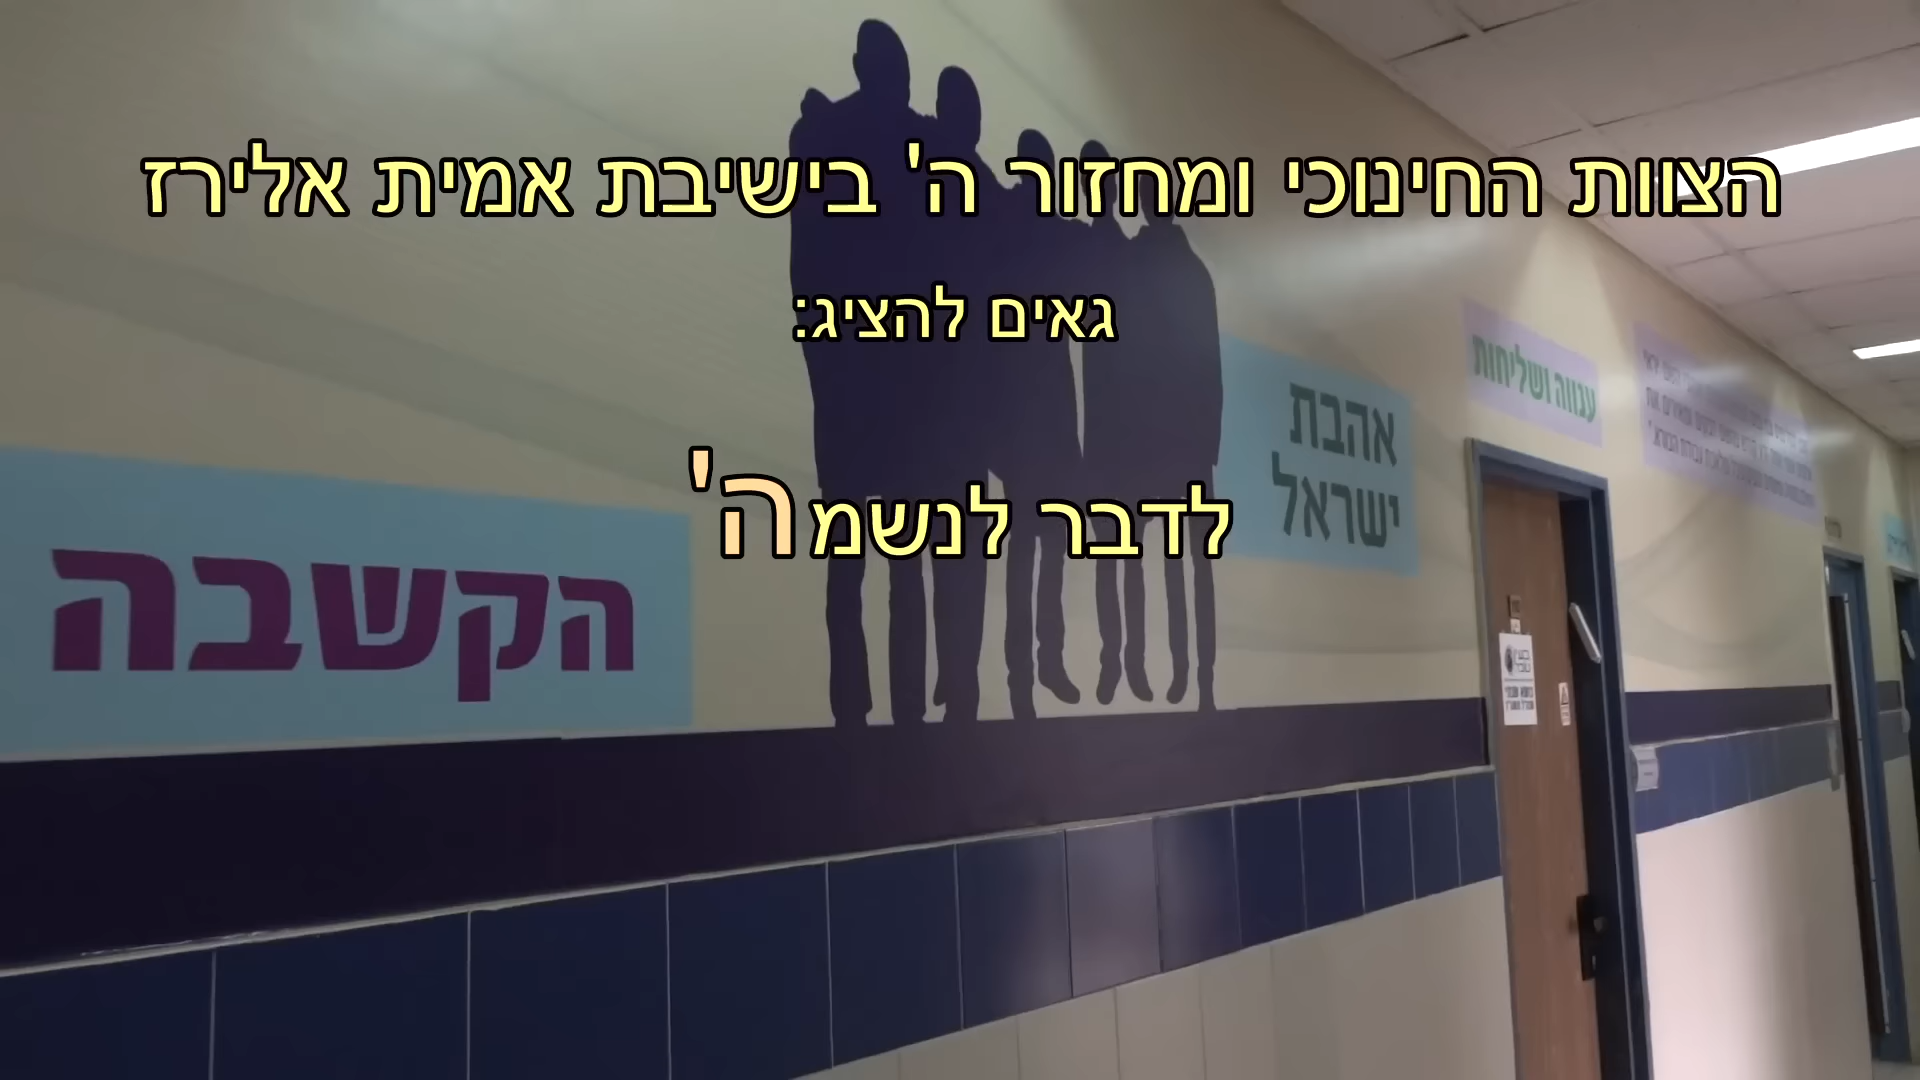 הצוות החינוכי ומחזור ה' בישיבת אמית אלירז
גאים להציג:
לדבר לנשמה'
אהבת
ישראל
ענווה ושליחות
הקשבה